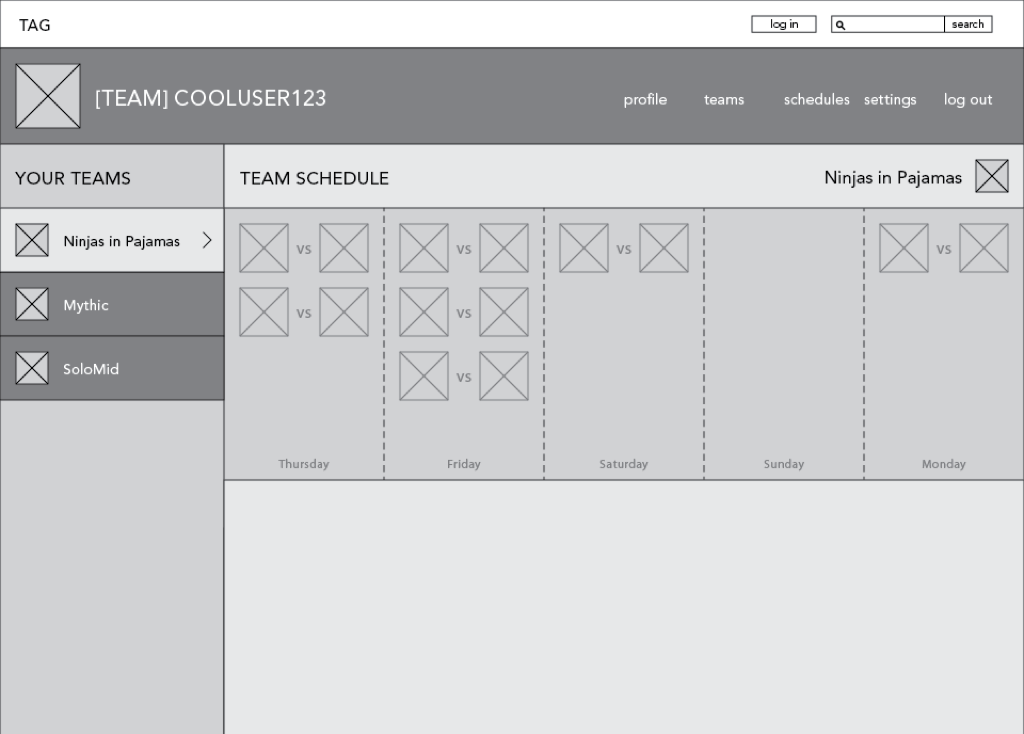 TAG
log in
search
[TEAM] COOLUSER123
profile teams schedules settings log out
YOUR TEAMS
TEAM SCHEDULE
Ninjas in Pajamas
Ninjas in Pajamas
Mythic
SoloMid
VS VS VS VS
VS VS
VS
Thursday Friday Saturday Sunday Monday